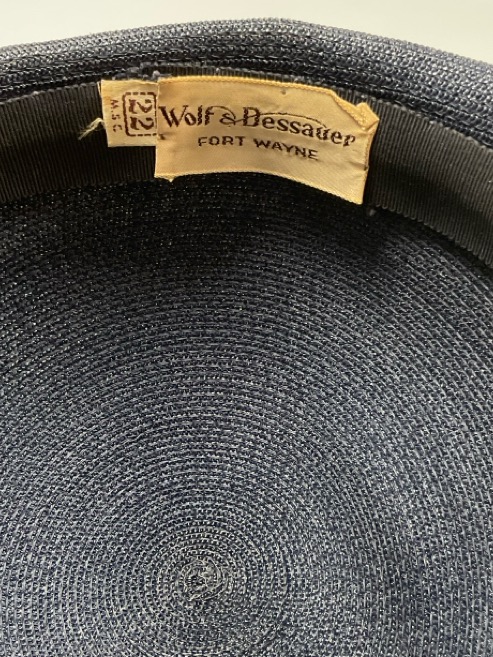 22
M.S.C.
Wolf & Dessauer
FORT WAYNE